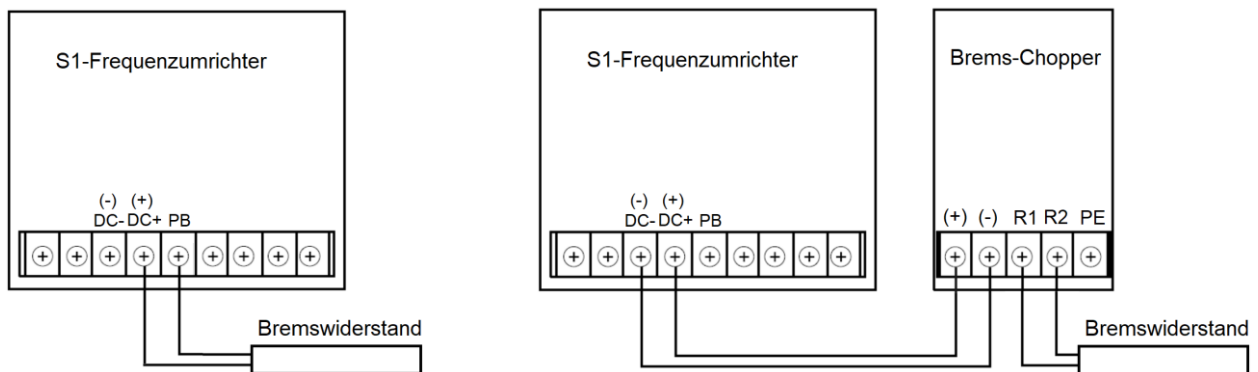 S1-Frequenzumrichter
(-) (+)
DC- DC+ PB
Bremswiderstand
S1-Frequenzumrichter
(-) (+)
DC- DC+ PB
Brems-Chopper
(+) (-) R1 R2 PE
Bremswiderstand